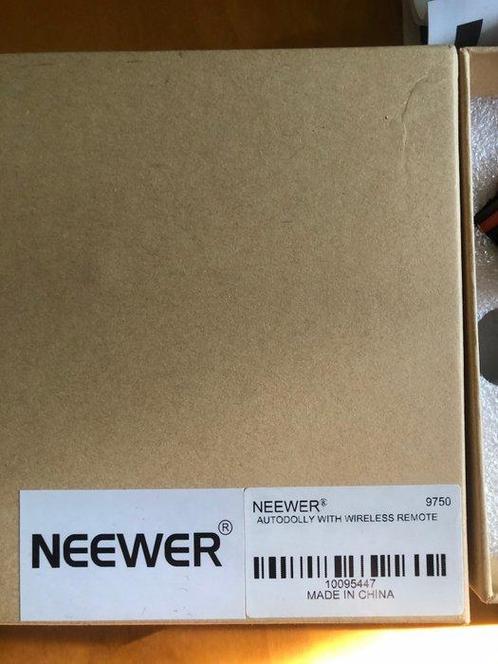 NEEWER®
NEEWER® 9750
AUTODOLLY WITH WIRELESS REMOTE
10095447
MADE IN CHINA